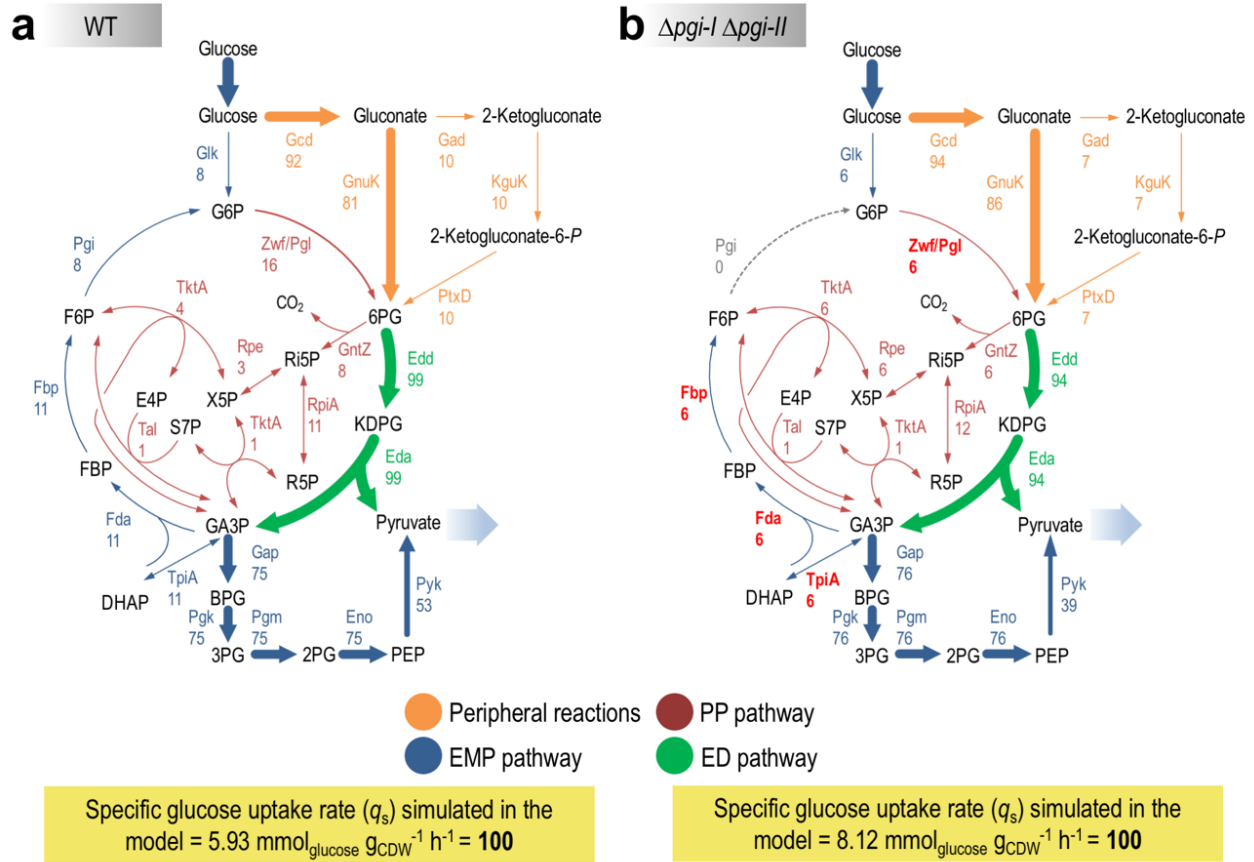 a WT
Glucose
Glucose Gluconate 2-Ketogluconate
Gcd
92
Gad
10
Glk
8
GnuK
81
KguK
10
G6P
2-Ketogluconate-6-P
Pgi
8
Zwf/Pgl
16
PtxD
10
TktA
4
CO2
6PG
F6P
Rpe
3
Ri5P
GntZ
8
Edd
99
Fbp
11
E4P
X5P
RpiA
11
S7P
TktA
1
KDPG
Tal
1
Eda
99
FBP
R5P
Fda
11
GA3P
Pyruvate
Gap
75
TpiA
11
DHAP
BPG
Pyk
53
Pgk
75
Pgm
75
Eno
75
3PG 2PG PEP
b Δpgi-I Δpgi-II
Glucose
Glucose Gluconate 2-Ketogluconate
Gcd
94
Gad
7
Glk
6
GnuK
86
KguK
7
G6P
2-Ketogluconate-6-P
Pgi
0
Zwf/Pgl
6
PtxD
7
TktA
6
CO2
6PG
F6P
Rpe
6
Ri5P
GntZ
6
Edd
94
Fbp
6
E4P
X5P
RpiA
12
S7P
TktA
1
KDPG
Tal
1
Eda
94
FBP
R5P
Fda
6
GA3P
Pyruvate
Gap
76
TpiA
6
DHAP
BPG
Pyk
39
Pgk
76
Pgm
76
Eno
76
3PG 2PG PEP
Peripheral reactions PP pathway
EMP pathway ED pathway
Specific glucose uptake rate (qs) simulated in the
model = 5.93 mmolglucose gCDW-1 h-1 = 100
Specific glucose uptake rate (qs) simulated in the
model = 8.12 mmolglucose gCDW-1 h-1 = 100